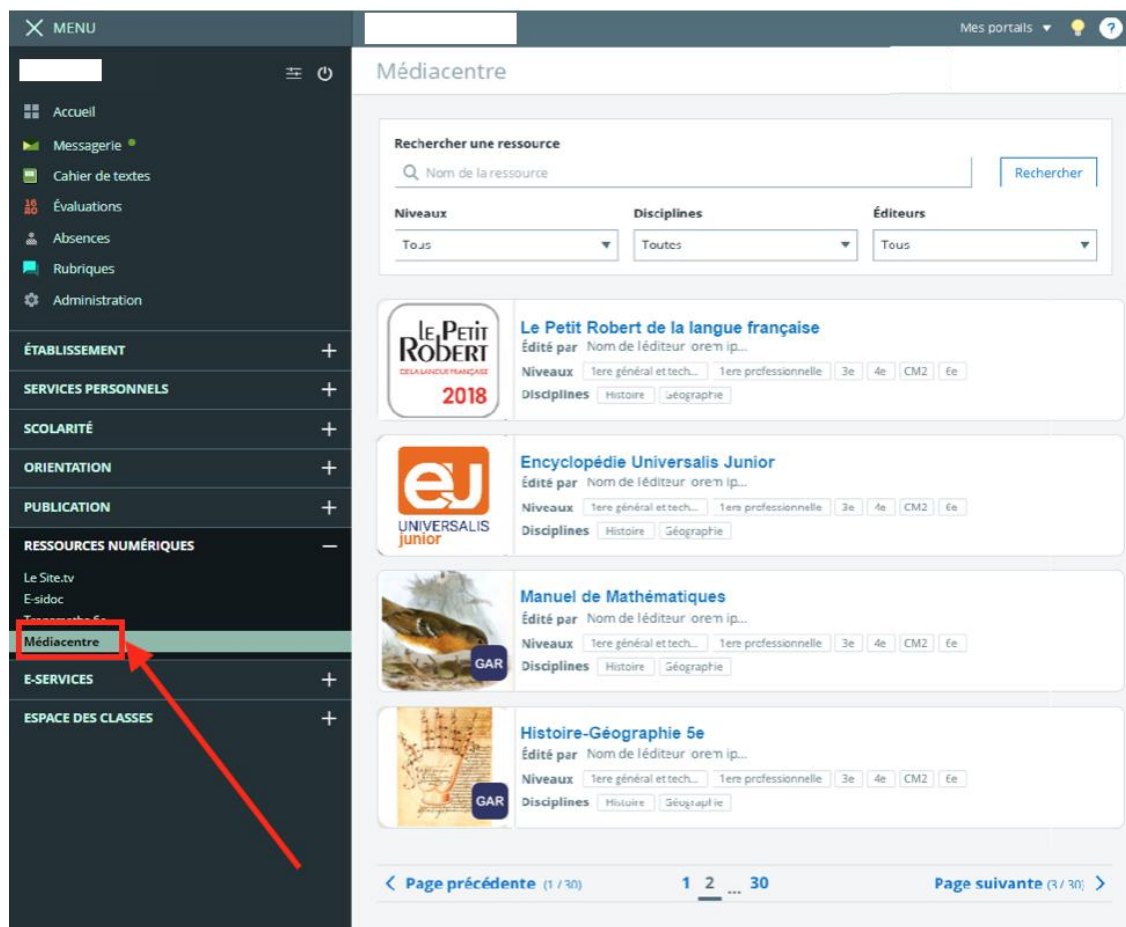 MENU
Mes portails
?
Accueil
Messagerie
Cahier de textes
Évaluations
Absences
Rubriques
Administration
ÉTABLISSEMENT +
SERVICES PERSONNELS +
SCOLARITÉ +
ORIENTATION +
PUBLICATION +
RESSOURCES NUMÉRIQUES –
Le Site.tv
E-sidoc
Médiacentre
E-SERVICES +
ESPACE DES CLASSES +
Médiacentre
Rechercher une ressource
Nom de la ressource
Rechercher
Niveaux Disciplines Éditeurs
Tous Toutes Tous
LE PETIT
ROBERT
DE LA LANGUE FRANÇAISE
2018
Le Petit Robert de la langue française
Édité par Nom de léditeur lorem ip...
Niveaux 1ere général et tech... 1ere professionnelle 3e 4e CM2 6e
Disciplines Histoire Géographie
eu
UNIVERSALIS
junior
Encyclopédie Universalis Junior
Édité par Nom de léditeur lorem ip...
Niveaux 1ere général et tech... 1ere professionnelle 3e 4e CM2 6e
Disciplines Histoire Géographie
GAR
Manuel de Mathématiques
Édité par Nom de léditeur lorem ip...
Niveaux 1ere général et tech... 1ere professionnelle 3e 4e CM2 6e
Disciplines Histoire Géographie
GAR
Histoire-Géographie 5e
Édité par Nom de léditeur lorem ip...
Niveaux 1ere général et tech... 1ere professionnelle 3e 4e CM2 6e
Disciplines Histoire Géographie
Page précédente (1 / 30) 1 2 ... 30 Page suivante (3 / 30)